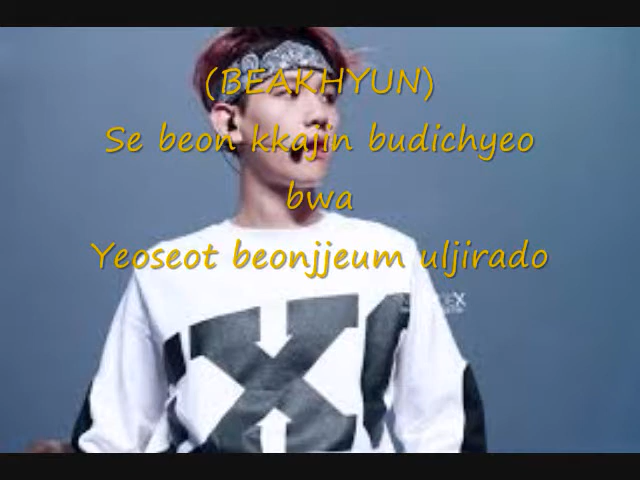 (BEAKHYUN)
Se beon kkajin budichyeo
bwa
Yeoseot beonjjeum uljirado